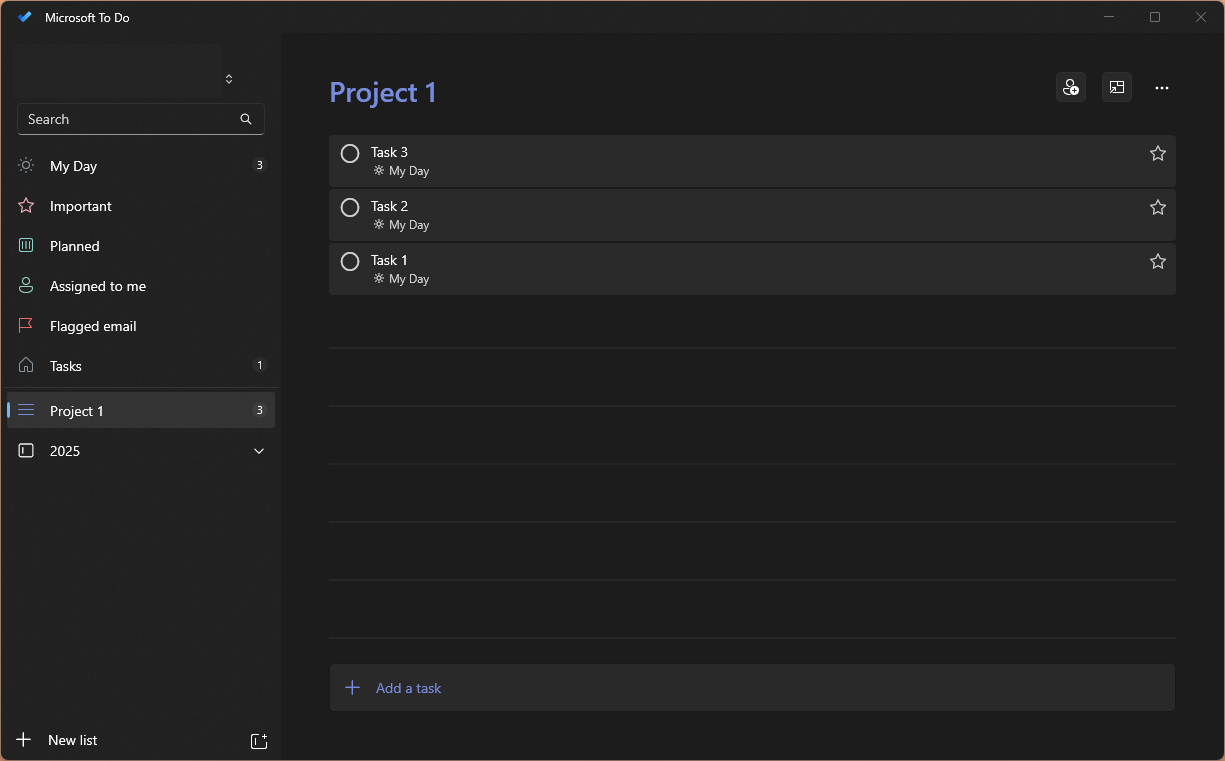 Microsoft To Do
Search
My Day 3
Important
Planned
Assigned to me
Flagged email
Tasks 1
Project 1 3
2025
New list
Project 1
Task 3
My Day
Task 2
My Day
Task 1
My Day
Add a task